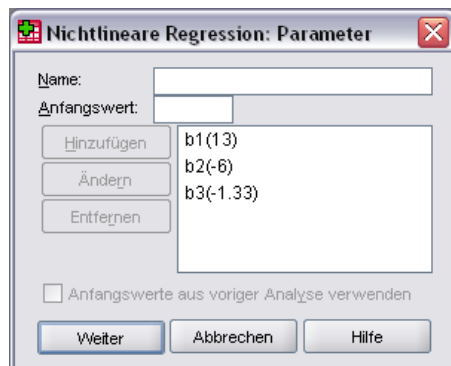 Nichtlineare Regression: Parameter
Name:
Anfangswert:
Hinzufügen
Ändern
Entfernen
b1(13)
b2(-6)
b3(-1.33)
Anfangswerte aus voriger Analyse verwenden
Weiter Abbrechen Hilfe